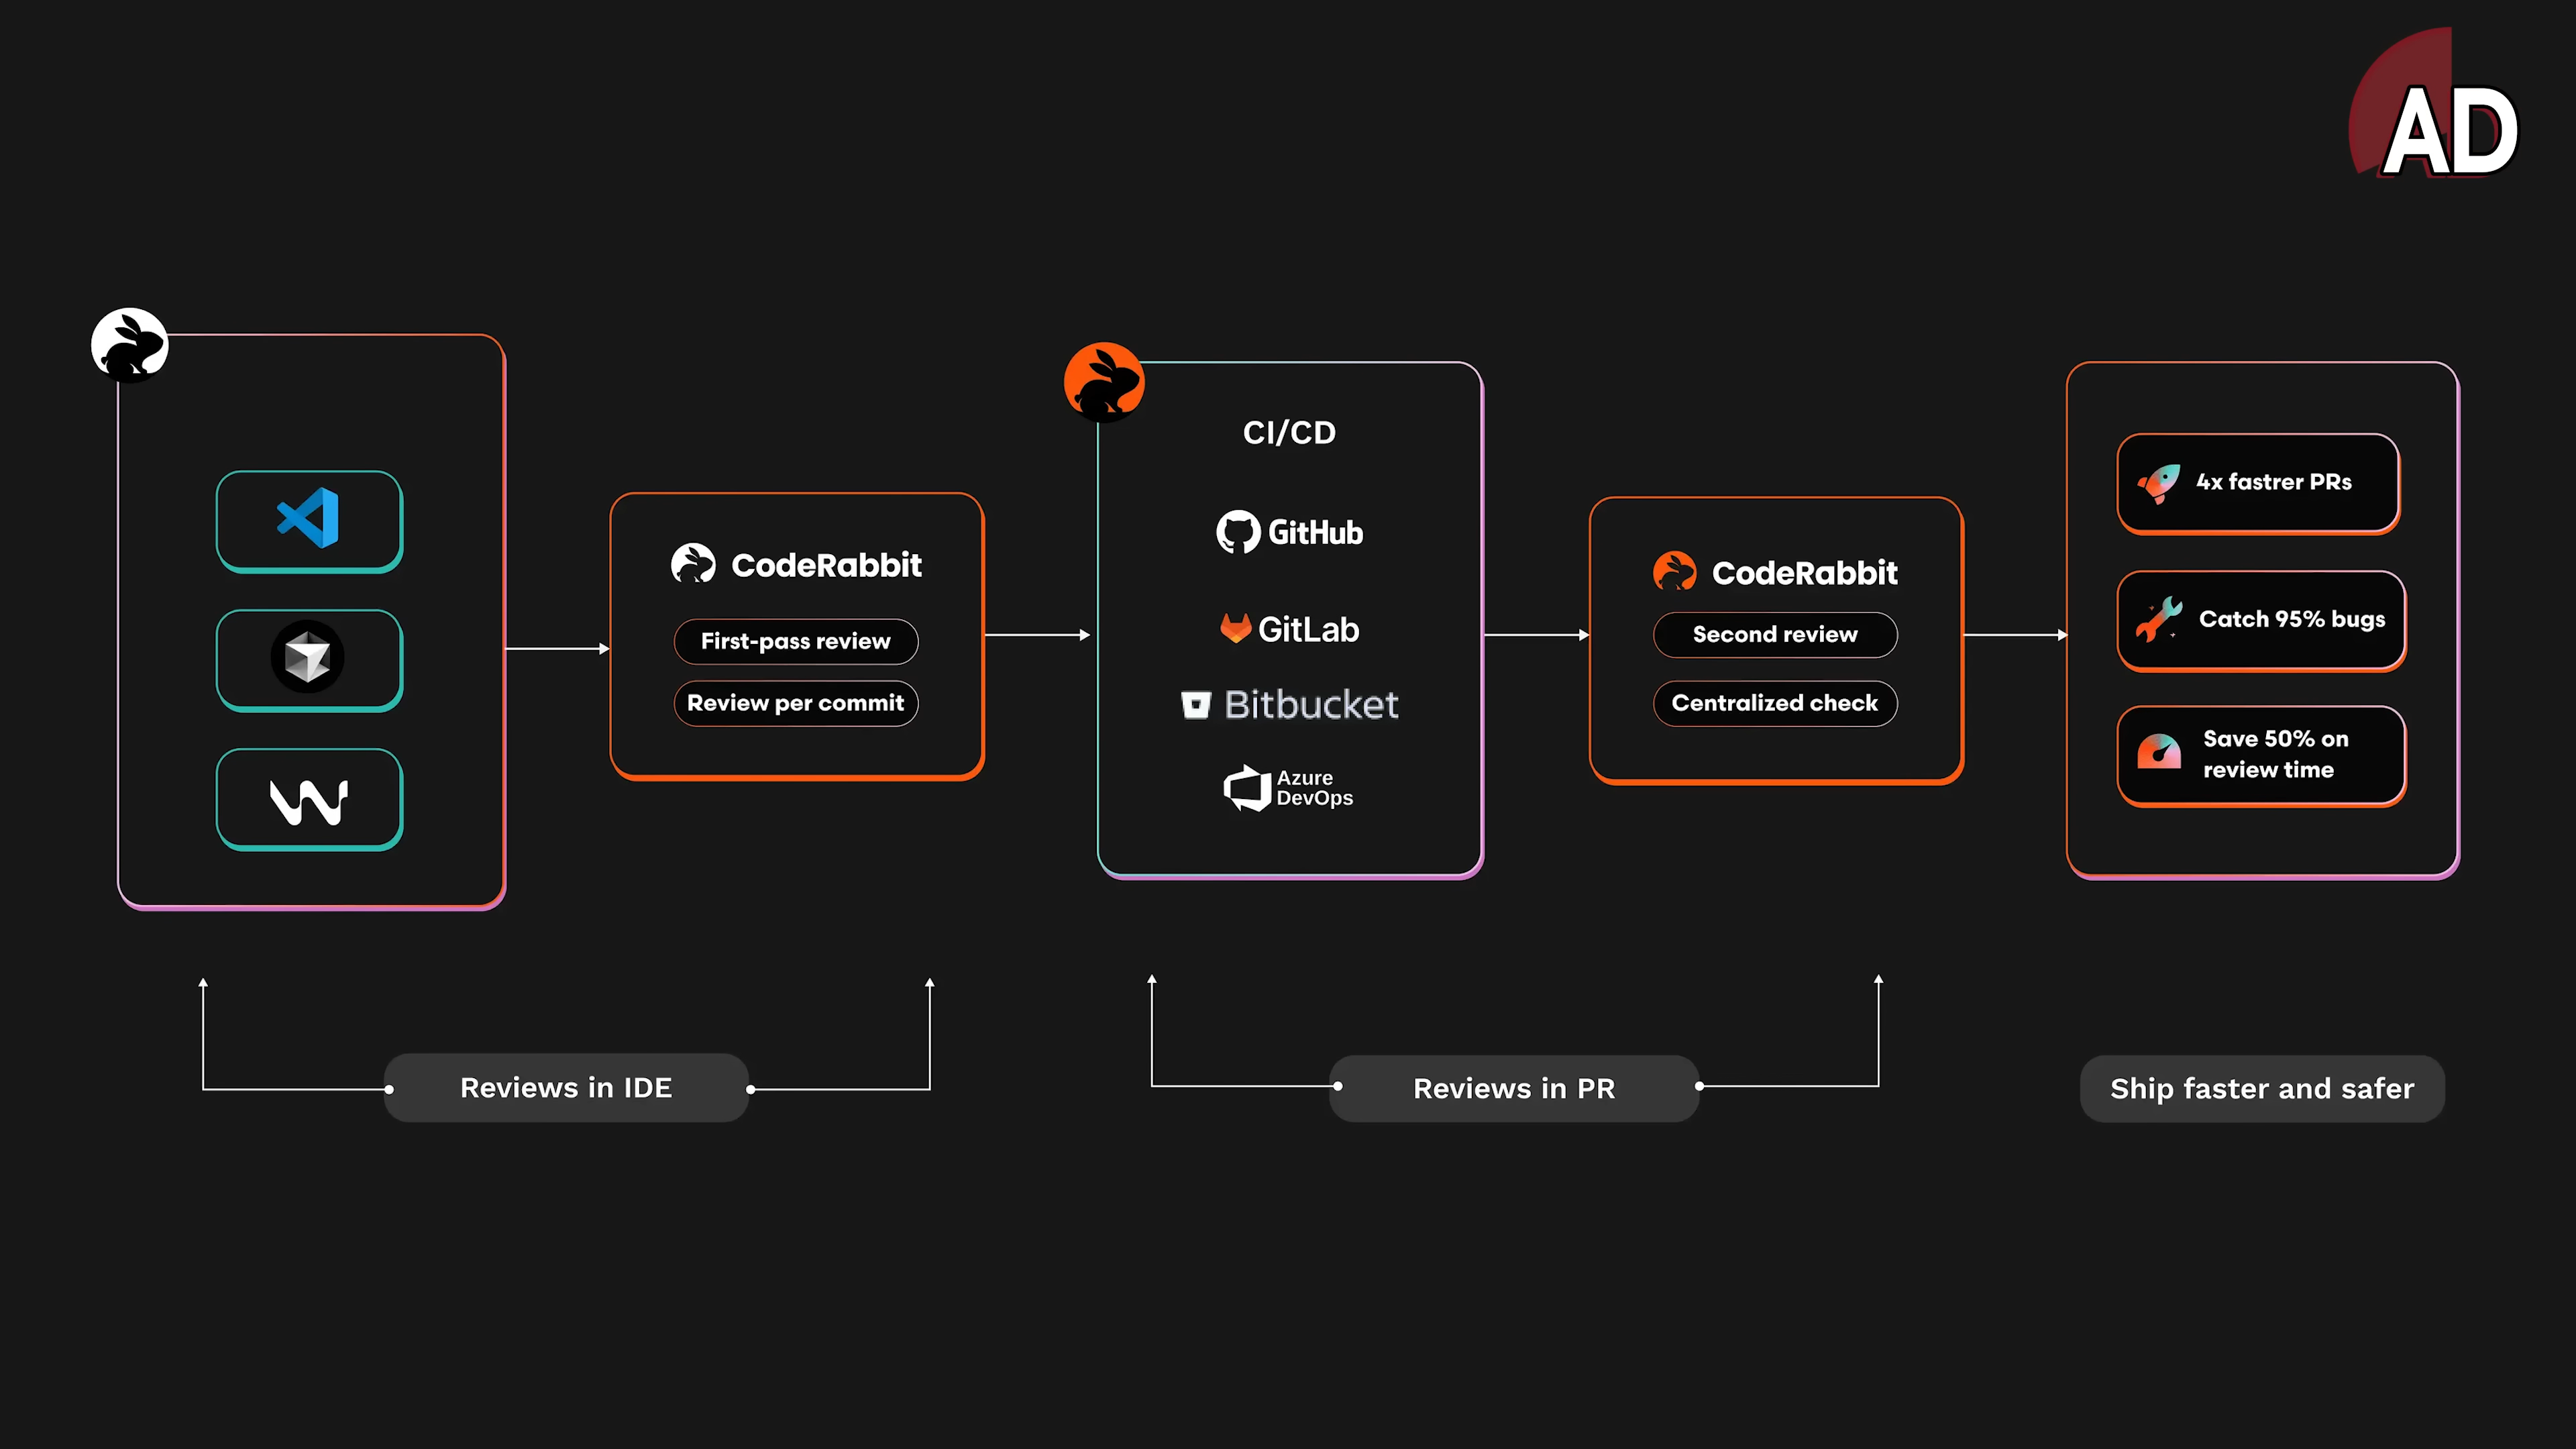 AD
CodeRabbit
First-pass review
Review per commit
CI/CD
GitHub
GitLab
Bitbucket
Azure
DevOps
CodeRabbit
Second review
Centralized check
4x fastrer PRs
Catch 95% bugs
Save 50% on
review time
Reviews in IDE
Reviews in PR
Ship faster and safer